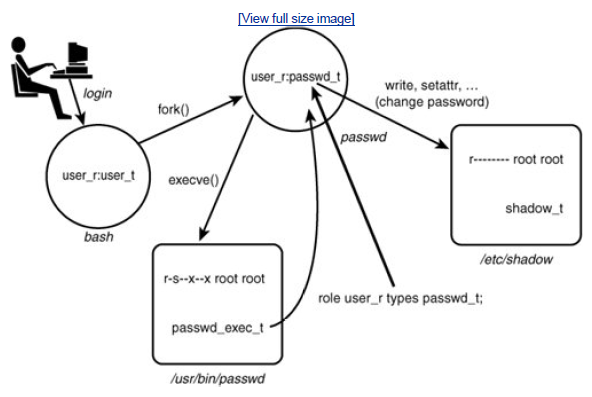 [View full size image]
login
user_r:user_t
bash
fork()
execve()
user_r:passwd_t
passwd
write, setattr, ...
(change password)
r-------- root root
shadow_t
/etc/shadow
r-s--x--x root root
passwd_exec_t
/usr/bin/passwd
role user_r types passwd_t;